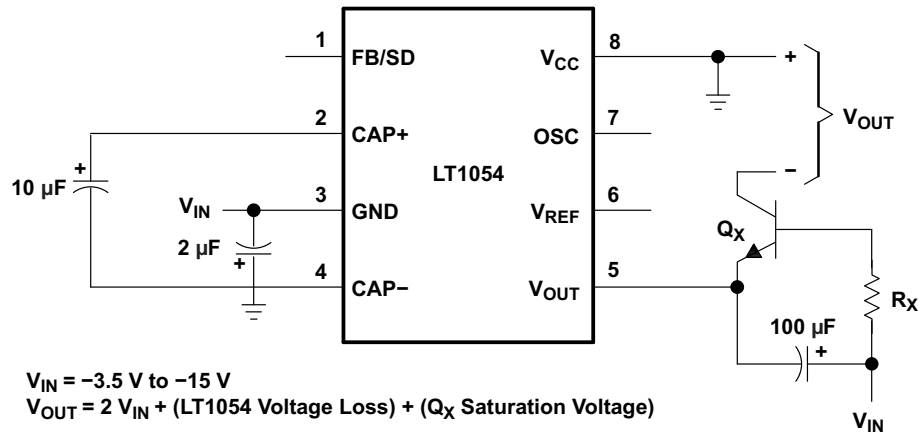 1
FB/SD
2
CAP+
3
GND
4
CAP−
LT1054
8
VCC
7
OSC
6
VREF
5
VOUT
+
10 µF
VIN
2 µF
+
+
VOUT
−
QX
RX
100 µF
+
VIN
VIN = −3.5 V to −15 V
VOUT = 2 VIN + (LT1054 Voltage Loss) + (QX Saturation Voltage)